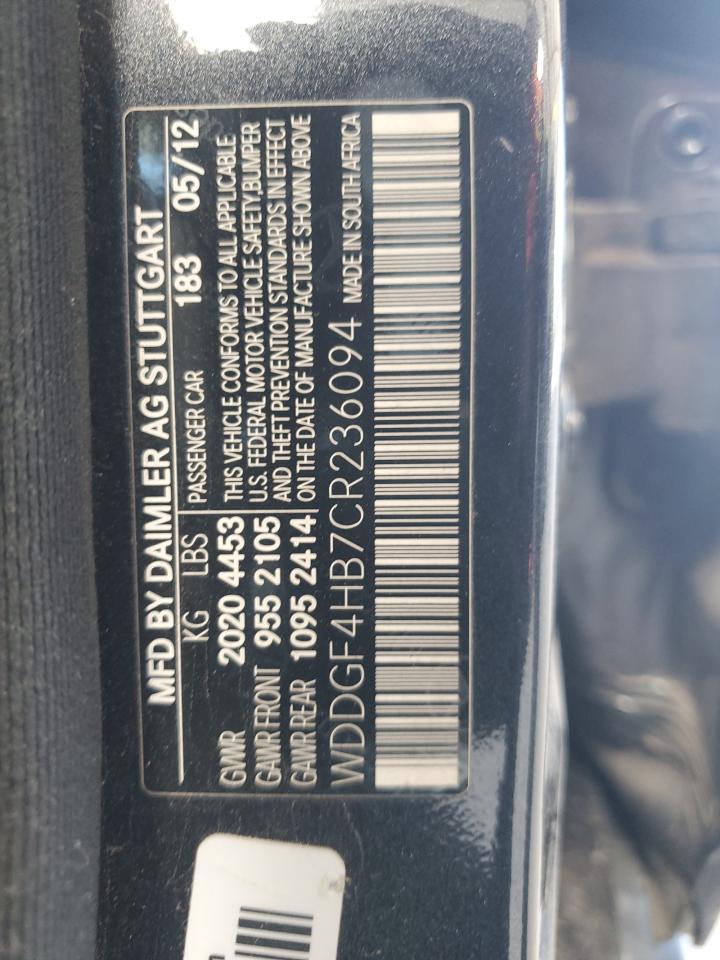 MFD BY DAIMLER AG STUTTGART
KG LBS PASSENGER CAR 183 05/12
GVWR 2020 4453 THIS VEHICLE CONFORMS TO ALL APPLICABLE
GAWR FRONT 955 2105 U.S. FEDERAL MOTOR VEHICLE SAFETY,BUMPER
GAWR REAR 1095 2414 AND THEFT PREVENTION STANDARDS IN EFFECT
ON THE DATE OF MANUFACTURE SHOWN ABOVE
WDDGF4HB7CR236094 MADE IN SOUTH AFRICA